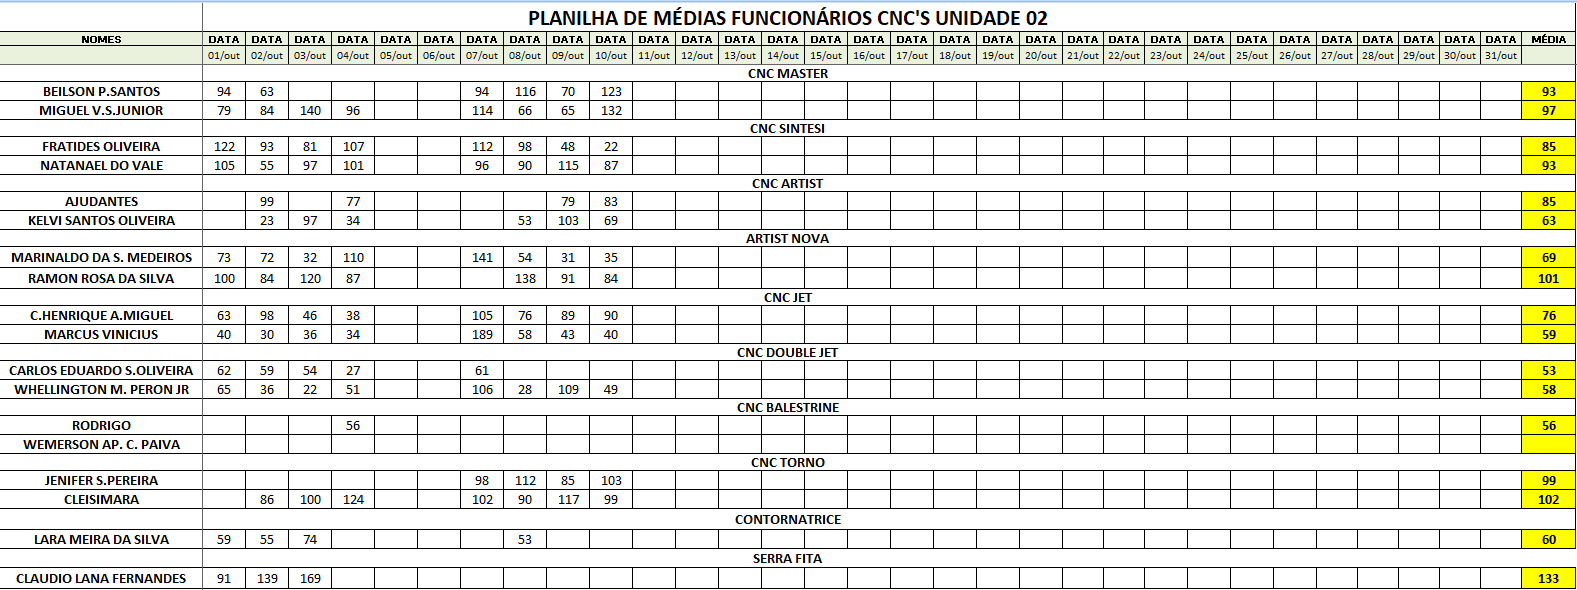 PLANILHA DE MÉDIAS FUNCIONÁRIOS CNC'S UNIDADE 02
NOMES DATA DATA DATA DATA DATA DATA DATA DATA DATA DATA DATA DATA DATA DATA DATA DATA DATA DATA DATA DATA DATA DATA DATA DATA DATA DATA DATA DATA DATA DATA DATA MÉDIA
01/out 02/out 03/out 04/out 05/out 06/out 07/out 08/out 09/out 10/out 11/out 12/out 13/out 14/out 15/out 16/out 17/out 18/out 19/out 20/out 21/out 22/out 23/out 24/out 25/out 26/out 27/out 28/out 29/out 30/out 31/out
CNC MASTER
BEILSON P.SANTOS 94 63 94 116 70 123 93
MIGUEL V.S.JUNIOR 79 84 140 96 114 66 65 132 97
CNC SINTESI
FRATIDES OLIVEIRA 122 93 81 107 112 98 48 22 85
NATANAEL DO VALE 105 55 97 101 96 90 115 87 93
CNC ARTIST
AJUDANTES 99 77 79 83 85
KELVI SANTOS OLIVEIRA 23 97 34 53 103 69 63
ARTIST NOVA
MARINALDO DA S. MEDEIROS 73 72 32 110 141 54 31 35 69
RAMON ROSA DA SILVA 100 84 120 87 138 91 84 101
CNC JET
C.HENRIQUE A.MIGUEL 63 98 46 38 105 76 89 90 76
MARCUS VINICIUS 40 30 36 34 189 58 43 40 59
CNC DOUBLE JET
CARLOS EDUARDO S.OLIVEIRA 62 59 54 27 61 53
WHELLINGTON M. PERON JR 65 36 22 51 106 28 109 49 58
CNC BALESTRINE
RODRIGO 56 56
WEMERSON AP. C. PAIVA
CNC TORNO
JENIFER S.PEREIRA 98 112 85 103 99
CLEISIMARA 86 100 124 102 90 117 99 102
CONTORNATRICE
LARA MEIRA DA SILVA 59 55 74 53 60
SERRA FITA
CLAUDIO LANA FERNANDES 91 139 169 133